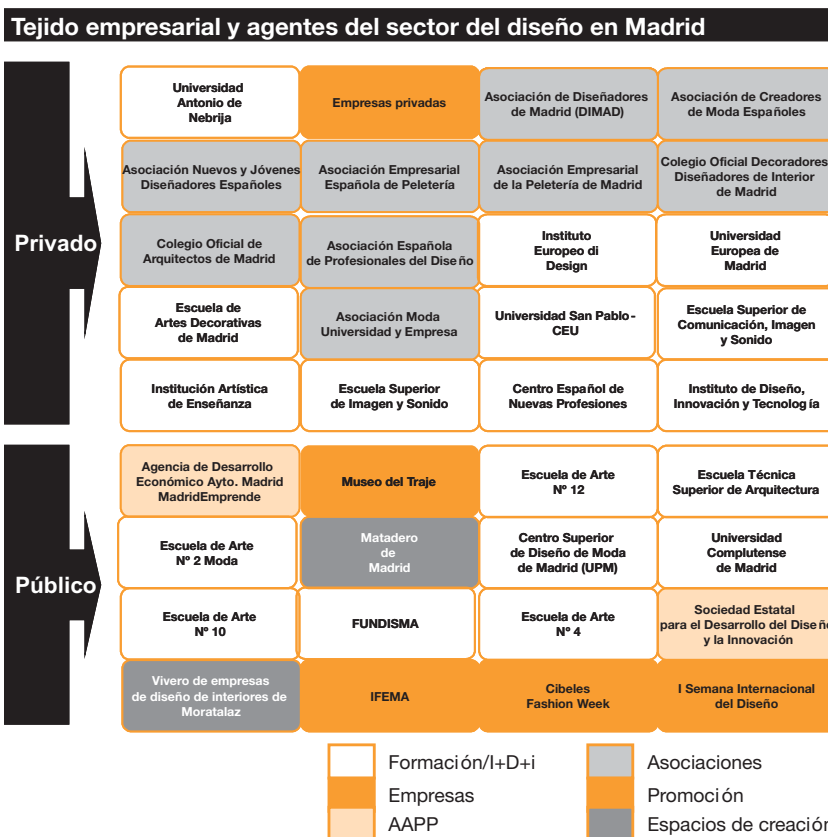 Tejido empresarial y agentes del sector del diseño en Madrid
Privado
Universidad
Antonio de
Nebrija
Empresas privadas
Asociación de Diseñadores
de Madrid (DIMAD)
Asociación de Creadores
de Moda Españoles
Asociación Nuevos y Jóvenes
Diseñadores Españoles
Asociación Empresarial
Española de Peletería
Asociación Empresarial
de la Peletería de Madrid
Colegio Oficial Decoradores
Diseñadores de Interior
de Madrid
Colegio Oficial de
Arquitectos de Madrid
Asociación Española
de Profesionales del Diseño
Instituto
Europeo di
Design
Universidad
Europea de
Madrid
Escuela de
Artes Decorativas
de Madrid
Asociación Moda
Universidad y Empresa
Universidad San Pablo-
CEU
Escuela Superior de
Comunicación, Imagen
y Sonido
Institución Artística
de Enseñanza
Escuela Superior
de Imagen y Sonido
Centro Español de
Nuevas Profesiones
Instituto de Diseño,
Innovación y Tecnología
Público
Agencia de Desarrollo
Económico Ayto. Madrid
MadridEmprende
Museo del Traje
Escuela de Arte
Nº 12
Escuela Técnica
Superior de Arquitectura
Escuela de Arte
Nº 2 Moda
Matadero
de
Madrid
Centro Superior
de Diseño de Moda
de Madrid (UPM)
Universidad
Complutense
de Madrid
Escuela de Arte
Nº 10
FUNDISMA
Escuela de Arte
Nº 4
Sociedad Estatal
para el Desarrollo del Diseño
y la Innovación
Vivero de empresas
de diseño de interiores de
Moratalaz
IFEMA
Cibeles
Fashion Week
I Semana Internacional
del Diseño
Formación/I+D+i
Asociaciones
Empresas
Promoción
AAPP
Espacios de creación